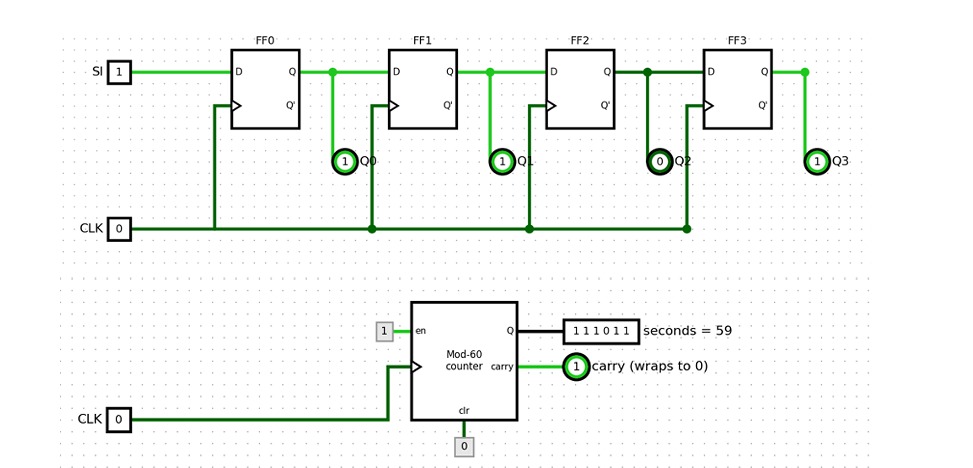 FF0 FF1 FF2 FF3
SI 1 D Q D Q D Q D Q
Q' Q' Q' Q'
1 Q0 1 Q1 0 Q2 1 Q3
CLK 0
1 en Q 1 1 1 0 1 1 seconds = 59
Mod-60
counter carry 1 carry (wraps to 0)
clr
CLK 0
0